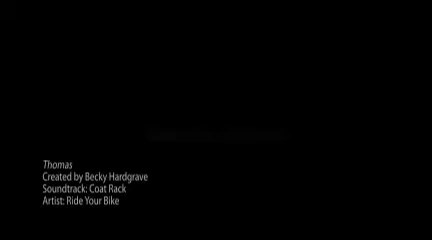 Thomas
Created by Becky Hardgrave
Soundtrack: Coat Rack
Artist: Ride Your Bike